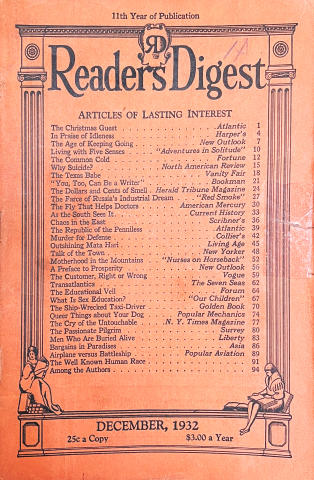 11th Year of Publication
RD
Reader's Digest
ARTICLES OF LASTING INTEREST
The Christmas Guest . . . Atlantic 1
In Praise of Idleness . . . Harper's 4
The Age of Keeping Going . . . New Outlook 7
Living with Five Senses . . . "Adventures in Solitude" 10
The Common Cold . . . Fortune 12
Why Suicide? . . . North American Review 15
The Texas Babe . . . Vanity Fair 18
"You, Too, Can Be a Writer" . . . Bookman 21
The Dollars and Cents of Smell . Herald Tribune Magazine 24
The Farce of Russia's Industrial Dream . . . "Red Smoke" 27
The Fly That Helps Doctors . . . American Mercury 30
As the South Sees It . . . Current History 33
Chaos in the East . . . Scribner's 36
The Republic of the Penniless . . . Atlantic 39
Murder for Defense . . . Collier's 42
Outshining Mata Hari . . . Living Age 45
Talk of the Town . . . New Yorker 48
Motherhood in the Mountains . . . "Nurses on Horseback" 52
A Preface to Prosperity . . . New Outlook 56
The Customer, Right or Wrong . . . Vogue 59
Transatlantics . . . The Seven Seas 62
The Educational Veil . . . Forum 64
What Is Sex Education? . . . "Our Children" 67
The Ship-Wrecked Taxi-Driver . . . Golden Book 70
Queer Things about Your Dog . . . Popular Mechanics 74
The Cry of the Untouchable . . . N. Y. Times Magazine 77
The Passionate Pilgrim . . . Survey 80
Men Who Are Buried Alive . . . Liberty 83
Bargains in Paradises . . . Asia 86
Airplane versus Battleship . . . Popular Aviation 89
The Well Known Human Race . . . 91
Among the Authors . . . 94
DECEMBER, 1932
25c a Copy $3.00 a Year